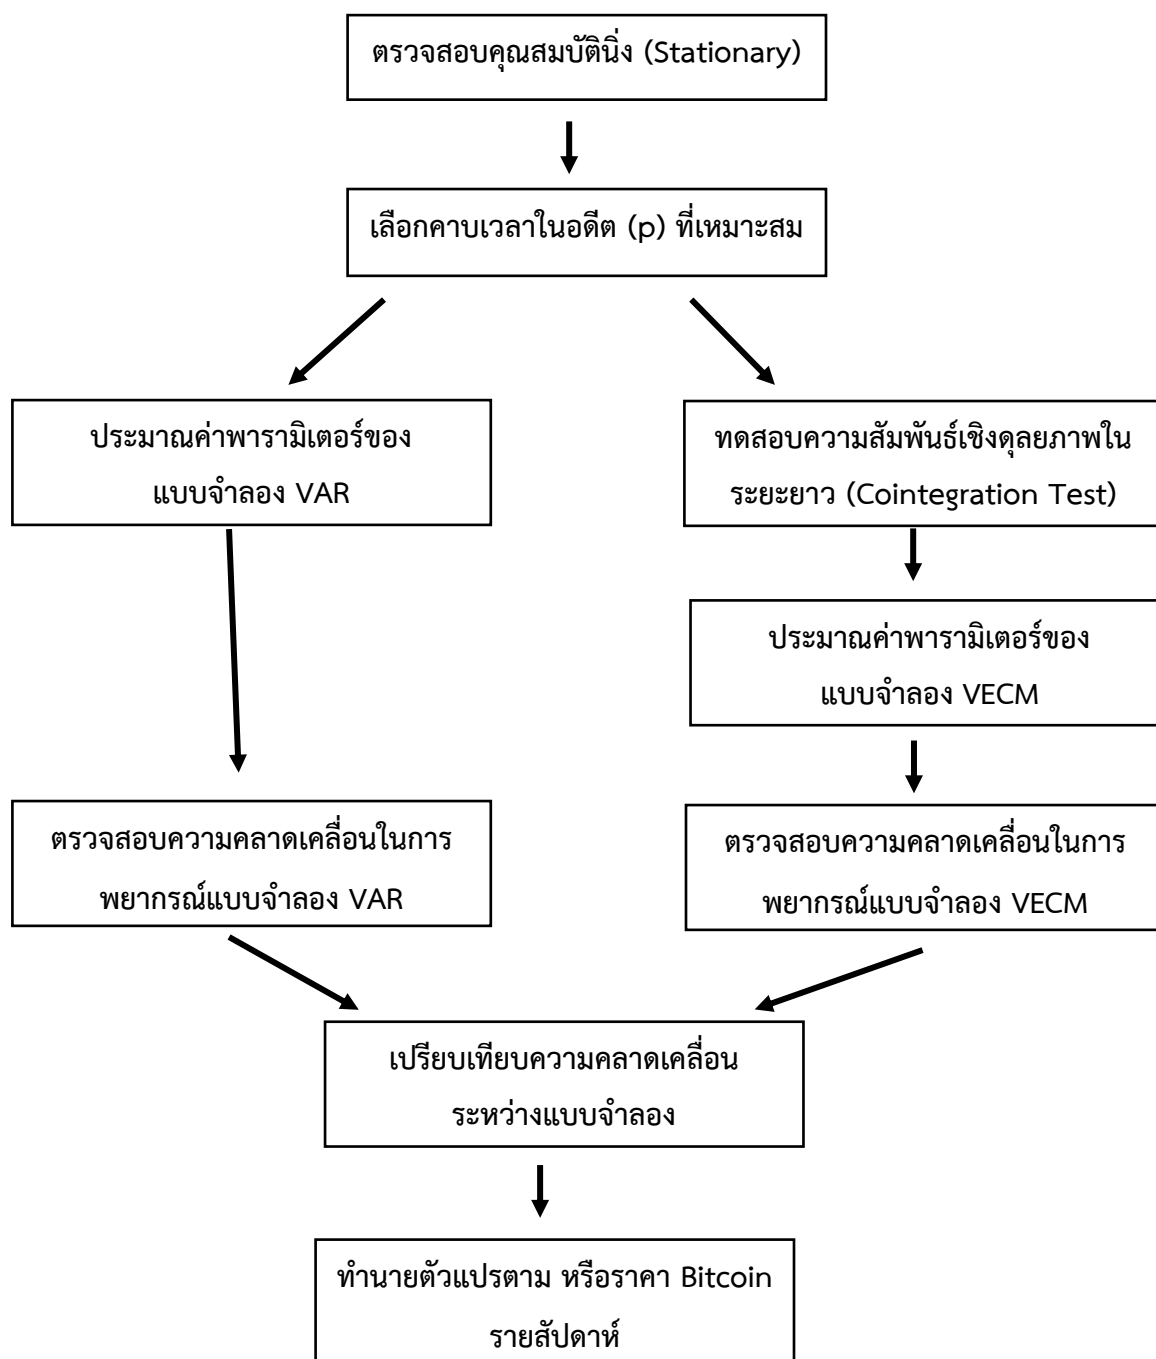 ตรวจสอบคุณสมบัตินิ่ง (Stationary)
เลือกคาบเวลาในอดีต (p) ที่เหมาะสม
ประมาณค่าพารามิเตอร์ของ
แบบจำลอง VAR
ทดสอบความสัมพันธ์เชิงดุลยภาพใน
ระยะยาว (Cointegration Test)
ประมาณค่าพารามิเตอร์ของ
แบบจำลอง VECM
ตรวจสอบความคลาดเคลื่อนในการ
พยากรณ์แบบจำลอง VAR
ตรวจสอบความคลาดเคลื่อนในการ
พยากรณ์แบบจำลอง VECM
เปรียบเทียบความคลาดเคลื่อน
ระหว่างแบบจำลอง
ทำนายตัวแปรตาม หรือราคา Bitcoin
รายสัปดาห์